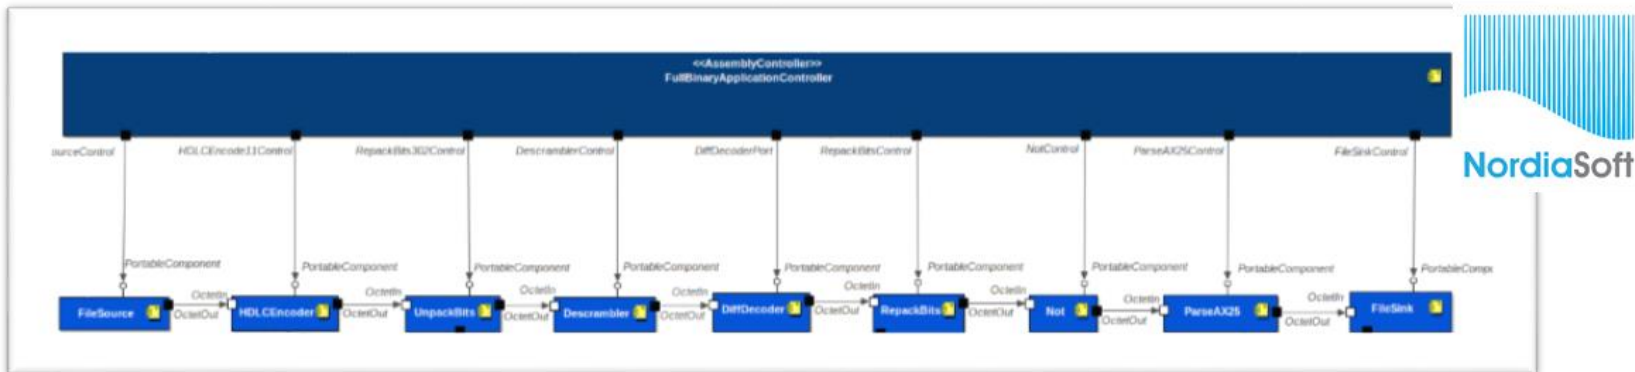 <<AssemblyController>>
FullBinaryApplicationController
NordiaSoft
ourceControl HDLCEncode11Control RepackBits302Control DescramblerControl DiffDecoderPort RepackBitsControl NotControl ParseAX25Control FileSinkControl
PortableComponent PortableComponent PortableComponent PortableComponent PortableComponent PortableComponent PortableComponent PortableComponent PortableCompo
OctetIn OctetIn OctetIn OctetIn OctetIn OctetIn OctetIn OctetIn
FileSource HDLCEncoder UnpackBits Descrambler DiffDecoder RepackBits Not ParseAX25 FileSink
OctetOut OctetOut OctetOut OctetOut OctetOut OctetOut OctetOut OctetOut